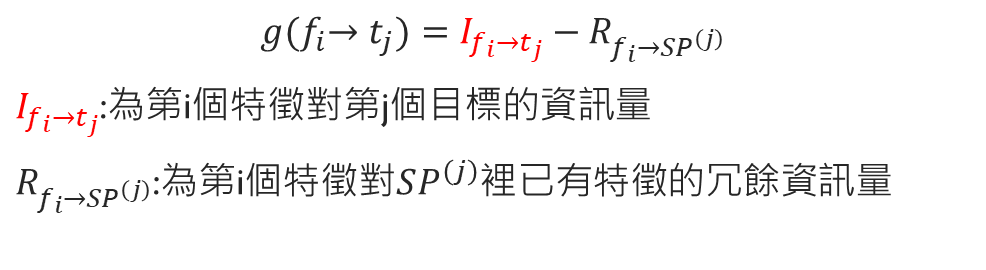 g(f_i→ t_j) = I_{f_i→t_j} − R_{f_i→SP^{(j)}}
I_{f_i→t_j}:為第i個特徵對第j個目標的資訊量
R_{f_i→SP^{(j)}}:為第i個特徵對SP^{(j)}裡已有特徵的冗餘資訊量